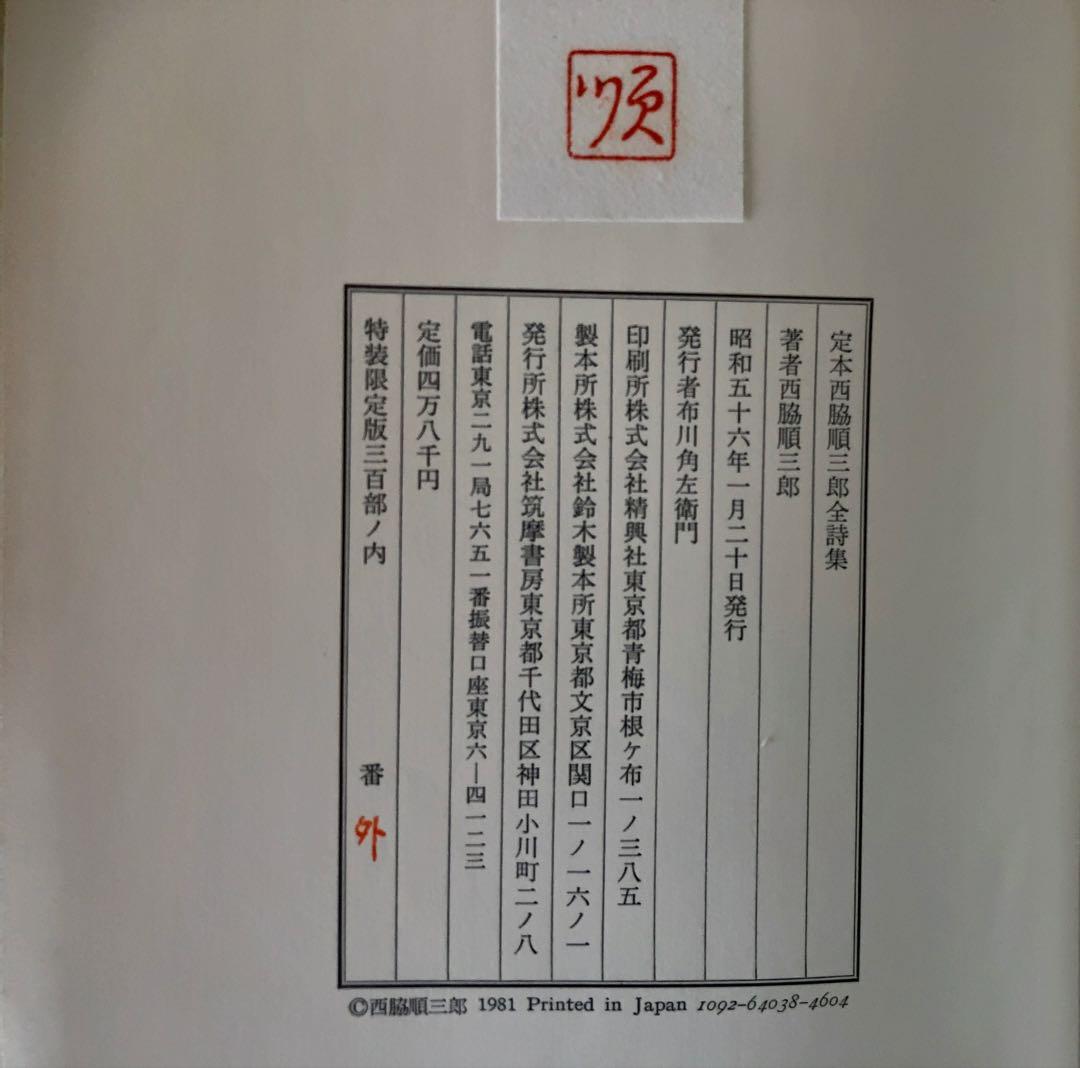 順
定本西脇順三郎全詩集
著者西脇順三郎
昭和五十六年一月二十日発行
発行者布川角左衛門
印刷所株式会社精興社東京都青梅市根ヶ布一ノ三八五
製本所株式会社鈴木製本所東京都文京区関口一ノ一六ノ一
発行所株式会社筑摩書房東京都千代田区神田小川町二ノ八
電話東京二九一局七六五一番振替口座東京六―四一二三
定価四万八千円
特装限定版三百部ノ内 番外
©西脇順三郎 1981 Printed in Japan 1092–64038–4604